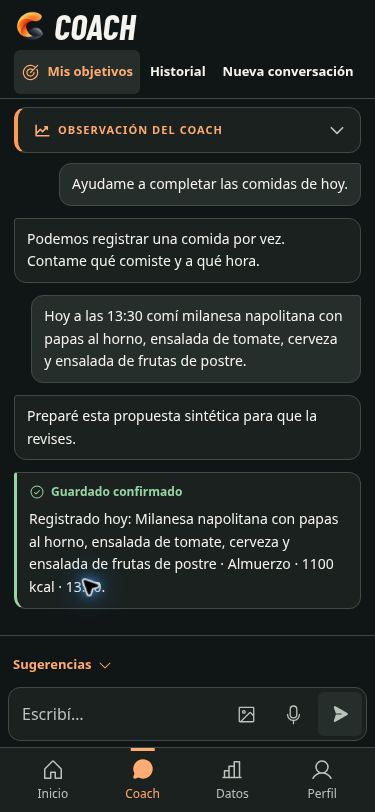 COACH
Mis objetivos Historial Nueva conversación
OBSERVACIÓN DEL COACH
Ayudame a completar las comidas de hoy.
Podemos registrar una comida por vez.
Contame qué comiste y a qué hora.
Hoy a las 13:30 comí milanesa napolitana con
papas al horno, ensalada de tomate, cerveza
y ensalada de frutas de postre.
Preparé esta propuesta sintética para que la
revises.
Guardado confirmado
Registrado hoy: Milanesa napolitana con papas
al horno, ensalada de tomate, cerveza y
ensalada de frutas de postre · Almuerzo · 1100
kcal ·
Sugerencias
Escribí...
Inicio Coach Datos Perfil